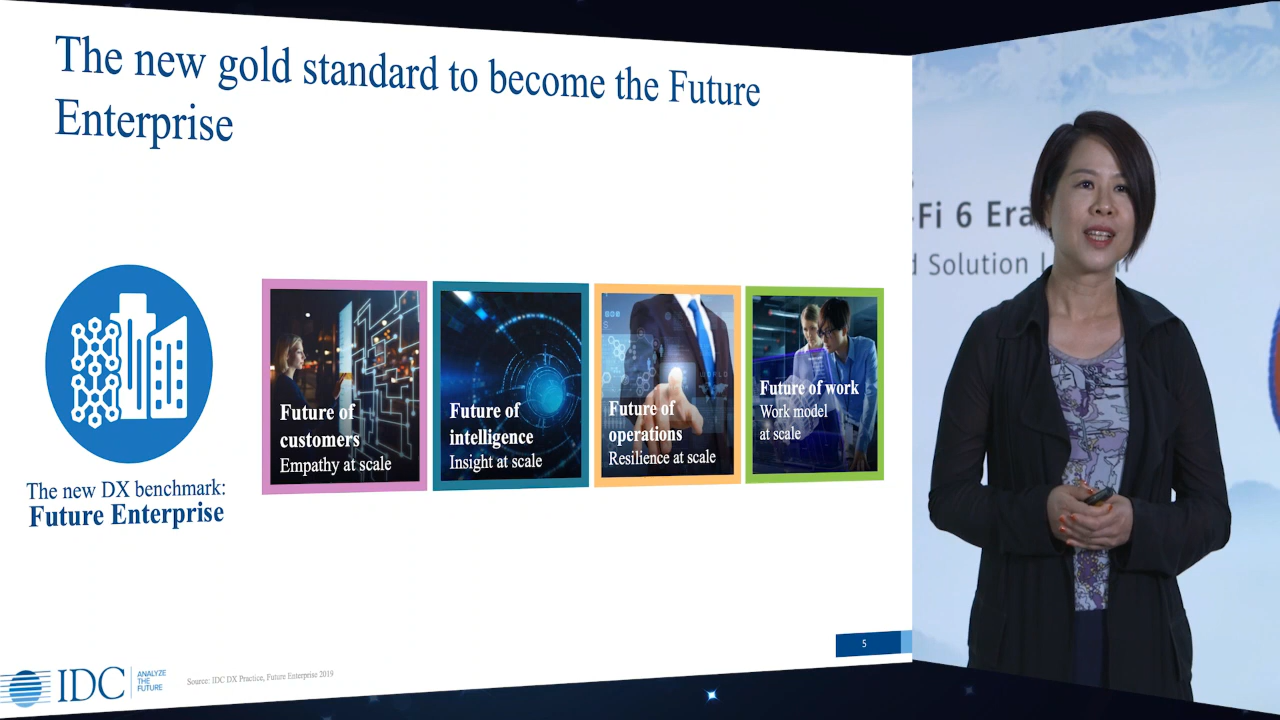 The new gold standard to become the Future
Enterprise
Future of
customers
Empathy at scale
Future of
intelligence
Insight at scale
Future of
operations
Resilience at scale
Future of work
Work model
at scale
The new DX benchmark:
Future Enterprise
5
IDC
ANALYZE
THE
FUTURE
Source: IDC DX Practice, Future Enterprise 2019
-Fi 6 Era
d Solution |